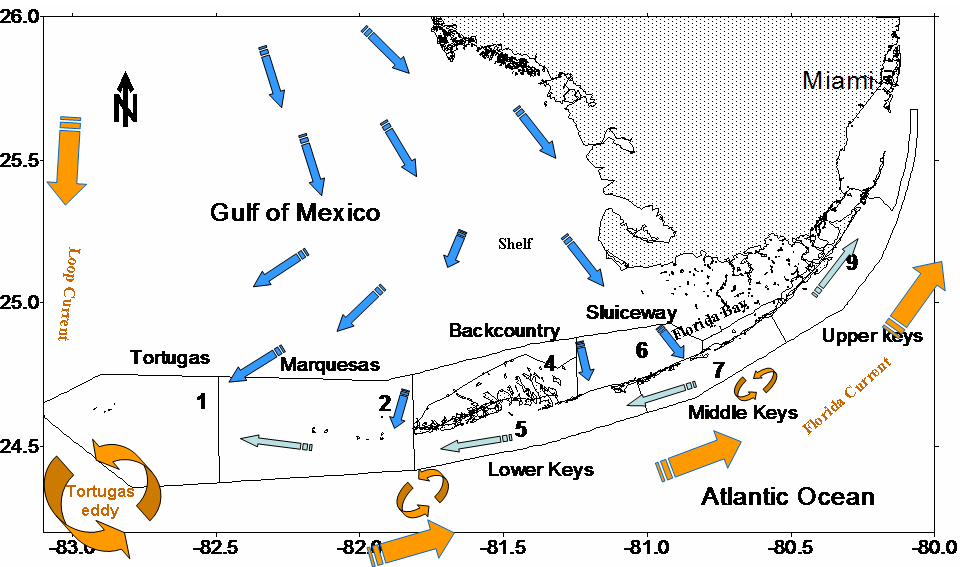 26.0
Miami
N
25.5
Gulf of Mexico
Shelf
Loop Current
9
25.0
Sluiceway
Florida Bay
Upper keys
Backcountry
6
Tortugas
Marquesas
4
7
1
2
Middle Keys
Florida Current
5
24.5
Lower Keys
Tortugas
eddy
Atlantic Ocean
-83.0 -82.5 -82.0 -81.5 -81.0 -80.5 -80.0